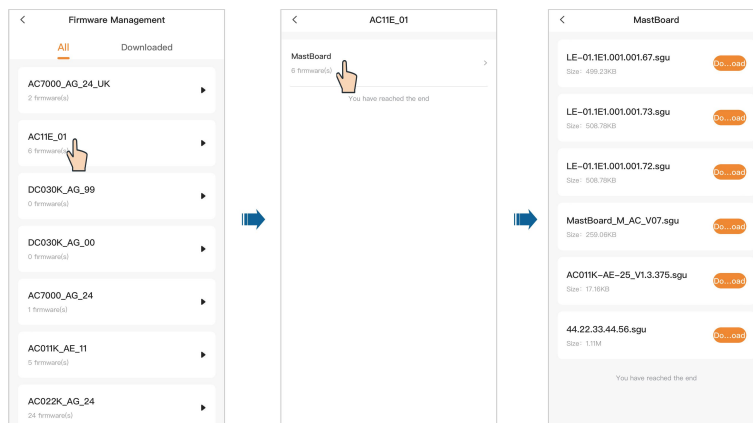 Firmware Management
All Downloaded
AC7000_AG_24_UK
2 firmware(s)
AC11E_01
6 firmware(s)
DC030K_AG_99
0 firmware(s)
DC030K_AG_00
0 firmware(s)
AC7000_AG_24
1 firmware(s)
AC011K_AE_11
5 firmware(s)
AC022K_AG_24
24 firmware(s)
AC11E_01
MastBoard
6 firmware(s)
You have reached the end
MastBoard
LE-01.1E1.001.001.67.sgu
Size: 499.23KB
Do...oad
LE-01.1E1.001.001.73.sgu
Size: 506.78KB
Do...oad
LE-01.1E1.001.001.72.sgu
Size: 508.78KB
Do...oad
MastBoard_M_AC_V07.sgu
Size: 259.06KB
Do...oad
AC011K-AE-25_V1.3.375.sgu
Size: 17.16KB
Do...oad
44.22.33.44.56.sgu
Size: 1.11M
Do...oad
You have reached the end